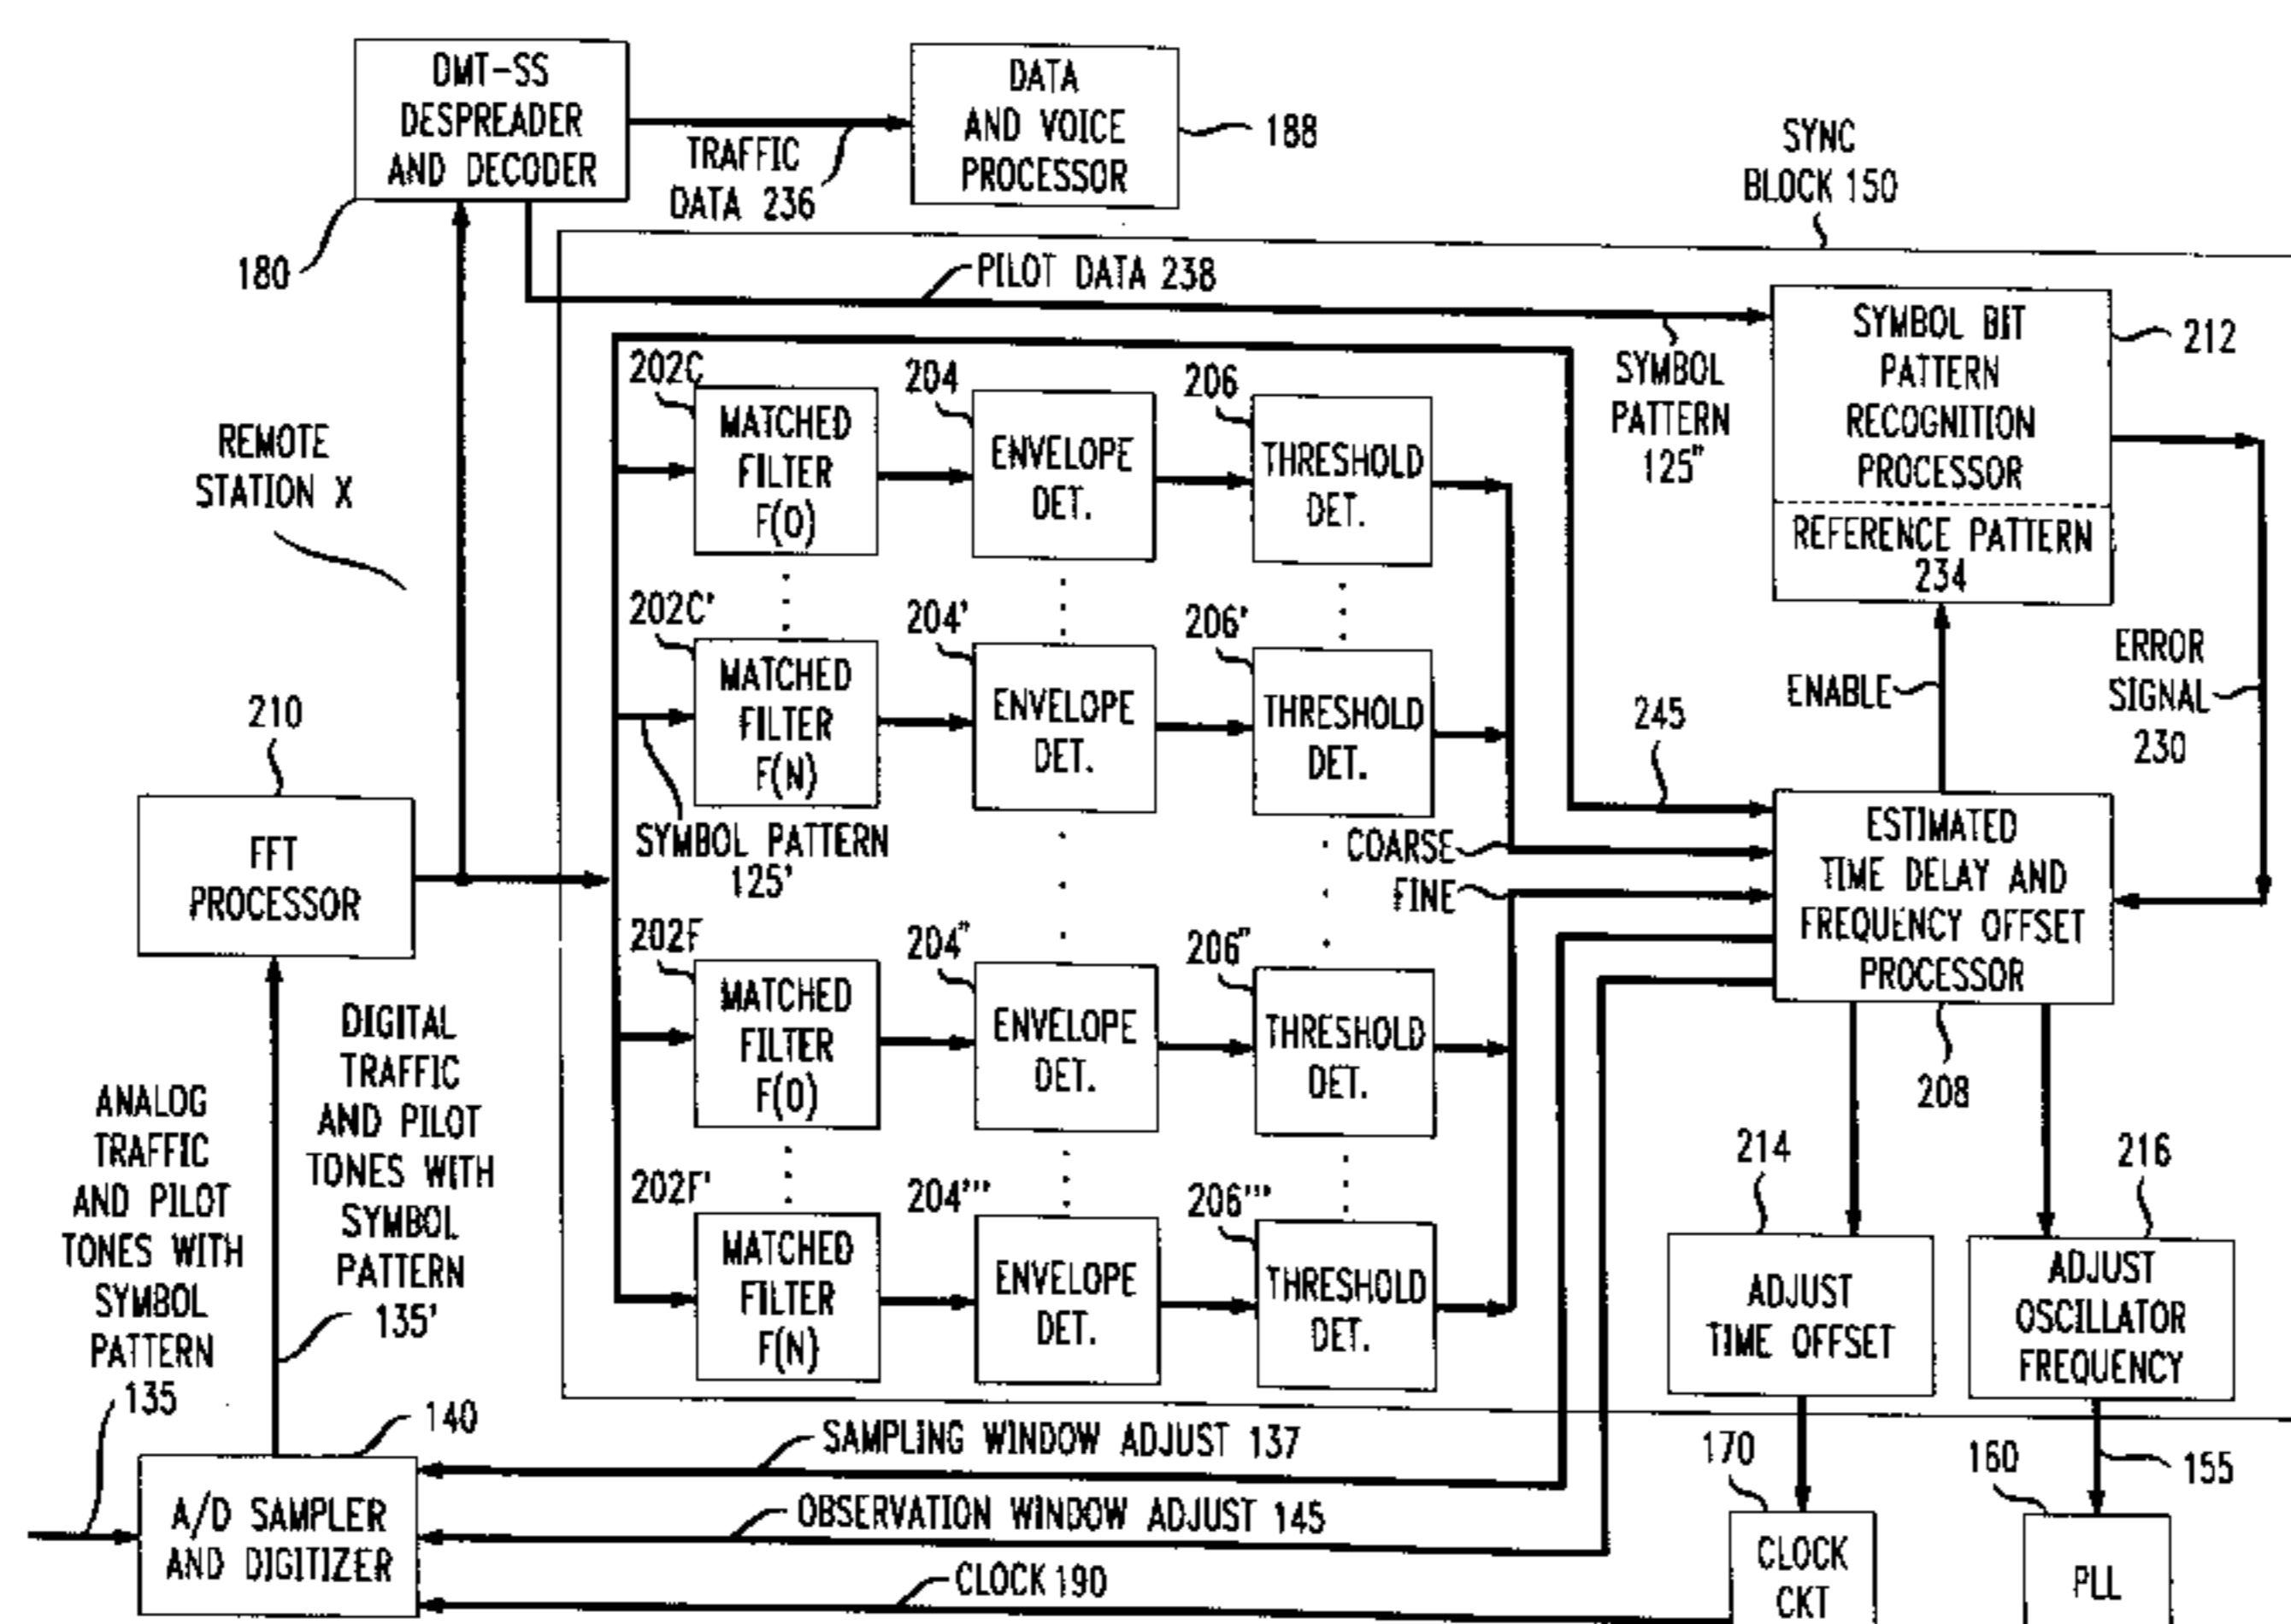 DMT-SS
DESPREADER
AND DECODER
180
TRAFFIC
DATA 236
DATA
AND VOICE
PROCESSOR
188
SYNC
BLOCK 150
PILOT DATA 238
SYMBOL
PATTERN
125"
SYMBOL BIT
PATTERN
RECOGNITION
PROCESSOR
212
REFERENCE PATTERN
234
REMOTE
STATION X
202C
MATCHED
FILTER
F(0)
204
ENVELOPE
DET.
206
THRESHOLD
DET.
202C'
MATCHED
FILTER
F(N)
204'
ENVELOPE
DET.
206'
THRESHOLD
DET.
SYMBOL PATTERN
125'
ENABLE
ERROR
SIGNAL
230
245
COARSE
FINE
ESTIMATED
TIME DELAY AND
FREQUENCY OFFSET
PROCESSOR
208
210
FFT
PROCESSOR
202F
MATCHED
FILTER
F(0)
204"
ENVELOPE
DET.
206"
THRESHOLD
DET.
202F'
MATCHED
FILTER
F(N)
204'''
ENVELOPE
DET.
206'''
THRESHOLD
DET.
214
ADJUST
TIME OFFSET
216
ADJUST
OSCILLATOR
FREQUENCY
ANALOG
TRAFFIC
AND PILOT
TONES WITH
SYMBOL
PATTERN
135
DIGITAL
TRAFFIC
AND PILOT
TONES WITH
SYMBOL
PATTERN
135'
140
A/D SAMPLER
AND DIGITIZER
SAMPLING WINDOW ADJUST 137
OBSERVATION WINDOW ADJUST 145
CLOCK 190
170
CLOCK
CKT
160
155
PLL